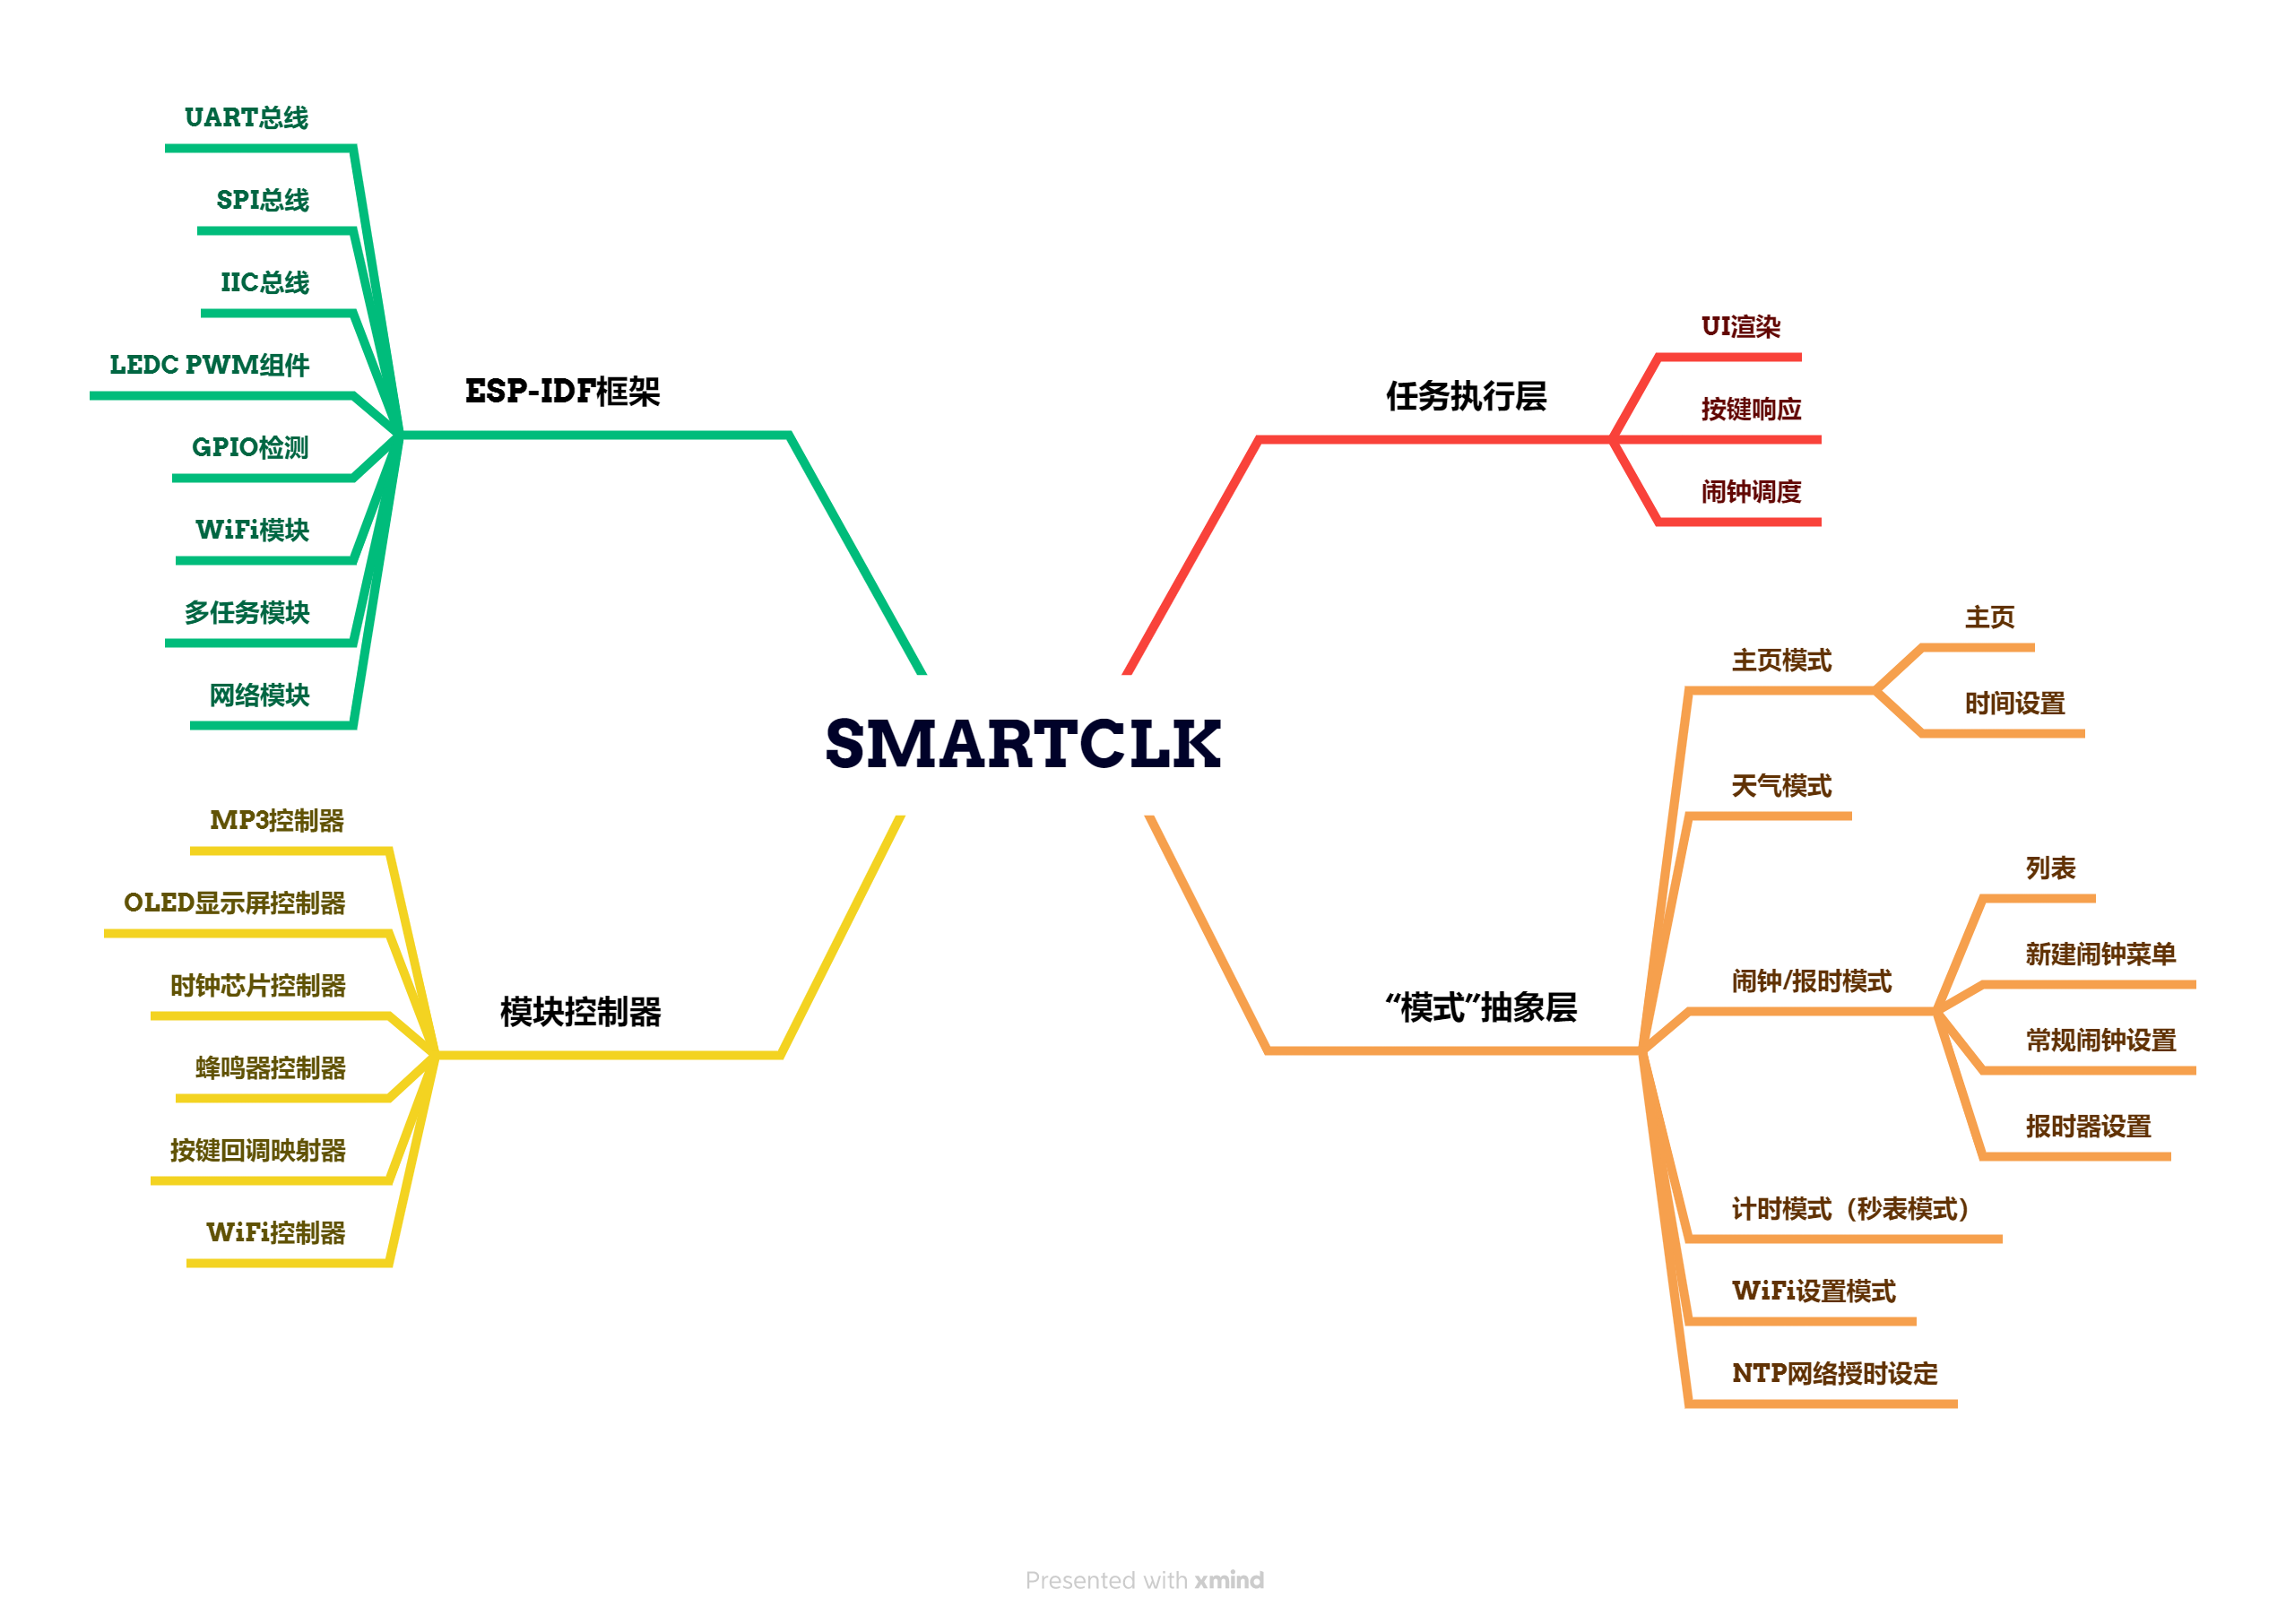 SMARTCLK
任务执行层
UI渲染
按键响应
闹钟调度
“模式”抽象层
主页模式
主页
时间设置
天气模式
闹钟/报时模式
列表
新建闹钟菜单
常规闹钟设置
报时器设置
计时模式（秒表模式）
WiFi设置模式
NTP网络授时设定
模块控制器
MP3控制器
OLED显示屏控制器
时钟芯片控制器
蜂鸣器控制器
按键回调映射器
WiFi控制器
ESP-IDF框架
UART总线
SPI总线
IIC总线
LEDC PWM组件
GPIO检测
WiFi模块
多任务模块
网络模块
Presented with xmind